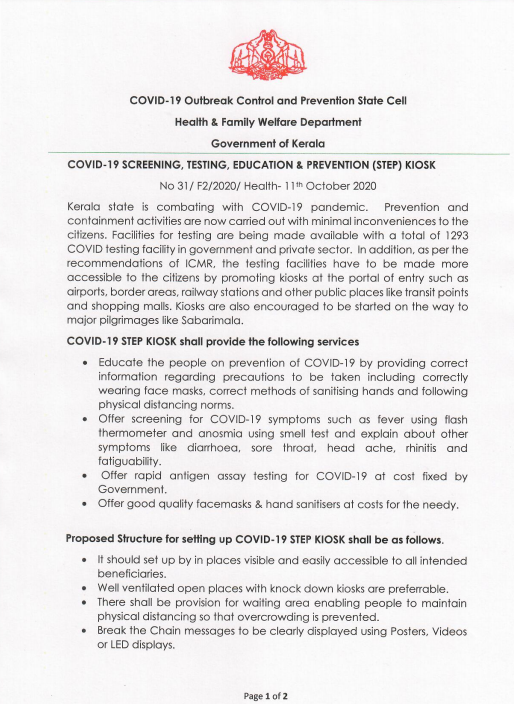 COVID-19 Outbreak Control and Prevention State Cell
Health & Family Welfare Department
Government of Kerala
COVID-19 SCREENING, TESTING, EDUCATION & PREVENTION (STEP) KIOSK
No 31/ F2/2020/ Health- 11th October 2020
Kerala state is combating with COVID-19 pandemic. Prevention and
containment activities are now carried out with minimal inconveniences to the
citizens. Facilities for testing are being made available with a total of 1293
COVID testing facility in government and private sector. In addition, as per the
recommendations of ICMR, the testing facilities have to be made more
accessible to the citizens by promoting kiosks at the portal of entry such as
airports, border areas, railway stations and other public places like transit points
and shopping malls. Kiosks are also encouraged to be started on the way to
major pilgrimages like Sabarimala.
COVID-19 STEP KIOSK shall provide the following services
• Educate the people on prevention of COVID-19 by providing correct
information regarding precautions to be taken including correctly
wearing face masks, correct methods of sanitising hands and following
physical distancing norms.
• Offer screening for COVID-19 symptoms such as fever using flash
thermometer and anosmia using smell test and explain about other
symptoms like diarrhoea, sore throat, head ache, rhinitis and
fatiguability.
• Offer rapid antigen assay testing for COVID-19 at cost fixed by
Government.
• Offer good quality facemasks & hand sanitisers at costs for the needy.
Proposed Structure for setting up COVID-19 STEP KIOSK shall be as follows.
• It should set up by in places visible and easily accessible to all intended
beneficiaries.
• Well ventilated open places with knock down kiosks are preferrable.
• There shall be provision for waiting area enabling people to maintain
physical distancing so that overcrowding is prevented.
• Break the Chain messages to be clearly displayed using Posters, Videos
or LED displays.
Page 1 of 2